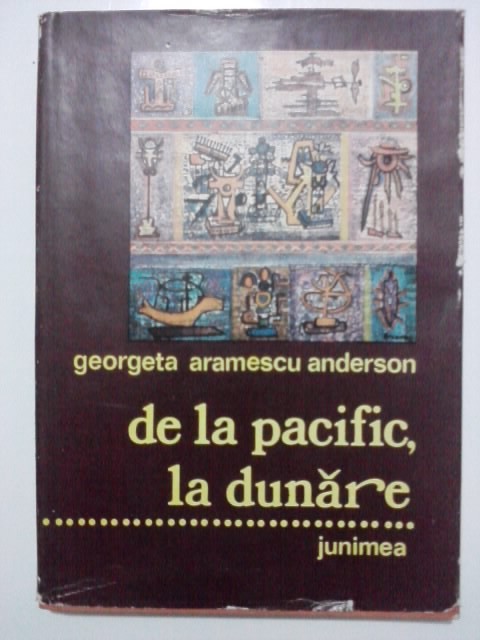 georgeta aramescu anderson
de la pacific,
la dunăre
junimea